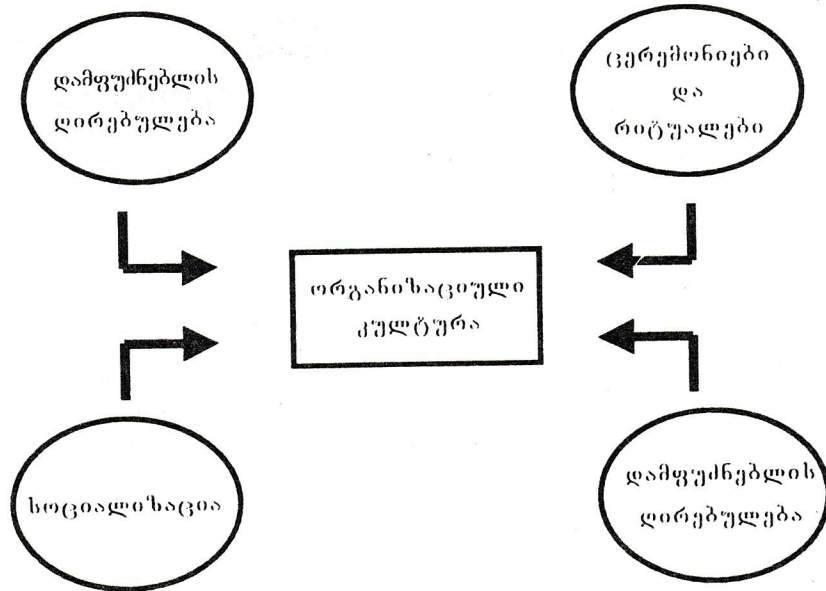 დამფუძნებლის
ღირებულება
ცერემონიები
და
რიტუალები
ორგანიზაციული
კულტურა
სოციალიზაცია
დამფუძნებლის
ღირებულება